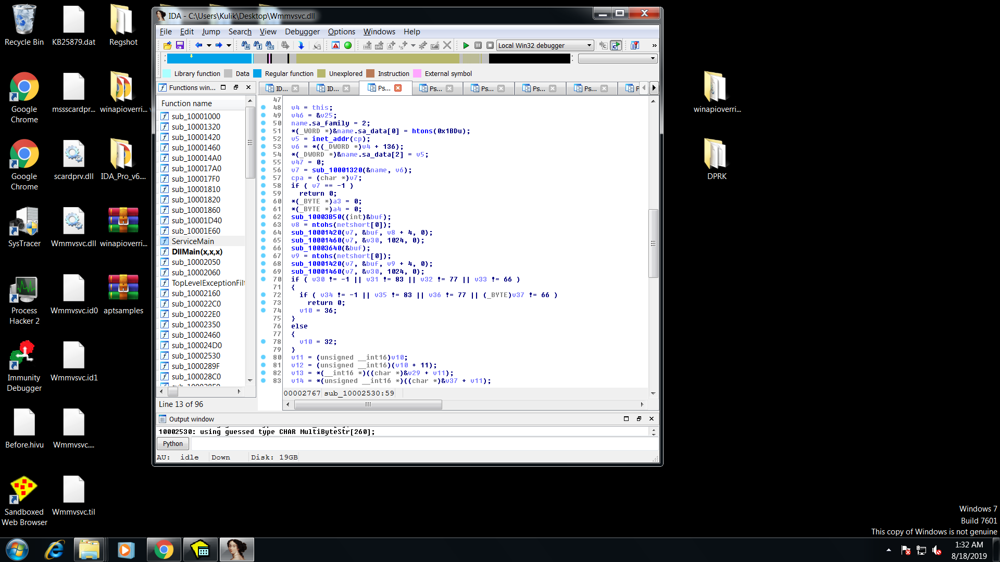 Recycle Bin
KB25879.dat
Regshot
Google Chrome
mssscardpr...
winapioverri...
Google Chrome
scardprv.dll
IDA_Pro_v6....
SysTracer
Wmmvsvc.dll
winapioverri...
Process Hacker 2
Wmmvsvc.id0
aptsamples
Immunity Debugger
Wmmvsvc.id1
Before.hivu
Wmmvsvc....
Sandboxed Web Browser
Wmmvsvc.til
IDA - C:\Users\Kulik\Desktop\Wmmvsvc.dll
File Edit Jump Search View Debugger Options Windows Help
Local Win32 debugger
Library function Data Regular function Unexplored Instruction External symbol
Functions win...
ID... ID... Ps... Ps... Ps... Ps... Ps...
Function name
sub_10001000
sub_10001320
sub_10001420
sub_10001460
sub_100014A0
sub_100017A0
sub_100017F0
sub_10001810
sub_10001820
sub_10001860
sub_10001D40
sub_10001E60
ServiceMain
DllMain(x,x,x)
sub_10002050
sub_10002060
TopLevelExceptionFilt
sub_10002160
sub_100022C0
sub_100022E0
sub_10002350
sub_10002460
sub_100024D0
sub_10002530
sub_1000289F
sub_100028C0
Line 13 of 96
47
48 v4 = this;
49 v46 = &v25;
50 name.sa_family = 2;
51 *(_WORD *)&name.sa_data[0] = htons(0x1BDu);
52 v5 = inet_addr(cp);
53 v6 = *((_DWORD *)v4 + 136);
54 *(_DWORD *)&name.sa_data[2] = v5;
55 v47 = 0;
56 v7 = sub_10001320(&name, v6);
57 cpa = (char *)v7;
58 if ( v7 == -1 )
59 return 0;
60 *(_BYTE *)a3 = 0;
61 *(_BYTE *)a4 = 0;
62 sub_10003B50((int)&buf);
63 v8 = ntohs(netshort[0]);
64 sub_10001420(v7, &buf, v8 + 4, 0);
65 sub_10001460(v7, &v30, 1024, 0);
66 sub_10003640(&buf);
67 v9 = ntohs(netshort[0]);
68 sub_10001420(v7, &buf, v9 + 4, 0);
69 sub_10001460(v7, &v30, 1024, 0);
70 if ( v30 != -1 || v31 != 83 || v32 != 77 || v33 != 66 )
71 {
72 if ( v34 != -1 || v35 != 83 || v36 != 77 || (_BYTE)v37 != 66 )
73 return 0;
74 v10 = 36;
75 }
76 else
77 {
78 v10 = 32;
79 }
80 v11 = (unsigned __int16)v10;
81 v12 = (unsigned __int16)(v10 + 11);
82 v13 = *(__int16 *)((char *)&v29 + v11);
83 v14 = *(unsigned __int16 *)((char *)&v37 + v11);
00002767 sub_10002530:59
Output window
10002530: using guessed type CHAR MultiByteStr[260];
Python
AU: idle Down Disk: 19GB
winapioverri...
DPRK
Windows 7
Build 7601
This copy of Windows is not genuine
1:32 AM
8/18/2019